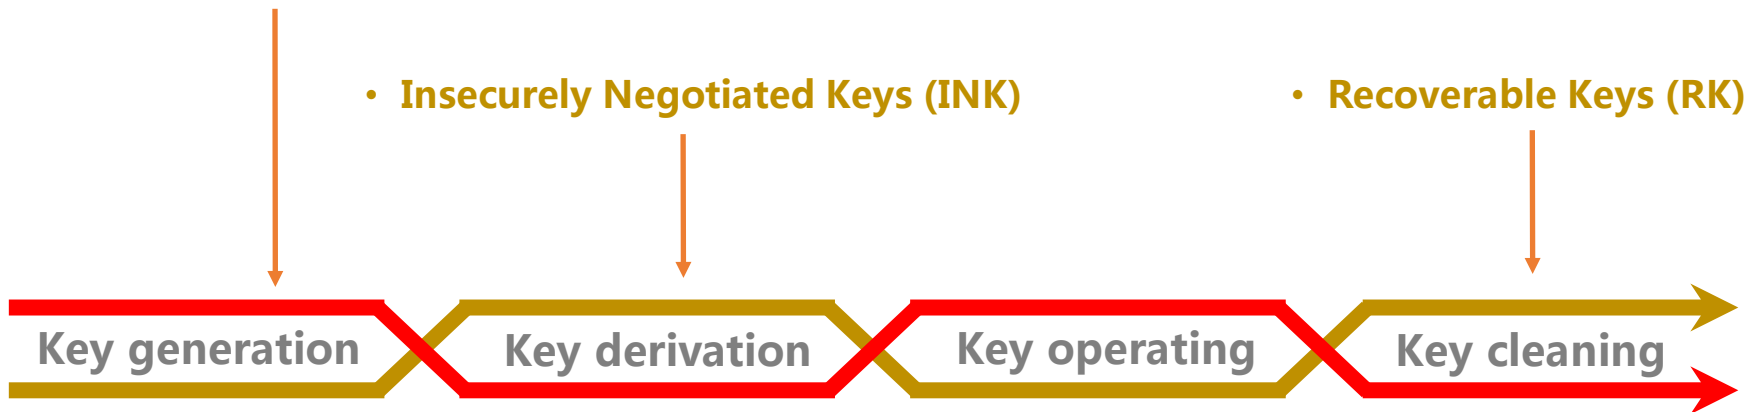 • Insecurely Negotiated Keys (INK)
• Recoverable Keys (RK)
Key generation
Key derivation
Key operating
Key cleaning